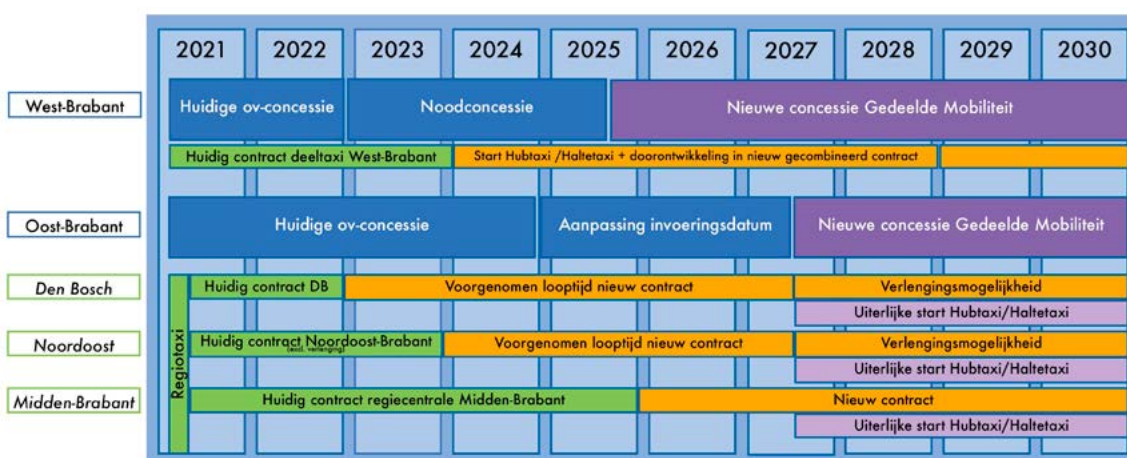 2021 2022 2023 2024 2025 2026 2027 2028 2029 2030
West-Brabant Huidige ov-concessie Noodconcessie Nieuwe concessie Gedeelde Mobiliteit
Huidig contract deeltaxi West-Brabant Start Hubtaxi /Haltetaxi + doorontwikkeling in nieuw gecombineerd contract
Oost-Brabant Huidige ov-concessie Aanpassing invoeringsdatum Nieuwe concessie Gedeelde Mobiliteit
Regiotaxi
Den Bosch Huidig contract DB Voorgenomen looptijd nieuw contract Verlengingsmogelijkheid
Uiterlijke start Hubtaxi/Haltetaxi
Noordoost Huidig contract Noordoost-Brabant Voorgenomen looptijd nieuw contract Verlengingsmogelijkheid
(excl. verlenging)
Uiterlijke start Hubtaxi/Haltetaxi
Midden-Brabant Huidig contract regiecentrale Midden-Brabant Nieuw contract
Uiterlijke start Hubtaxi/Haltetaxi